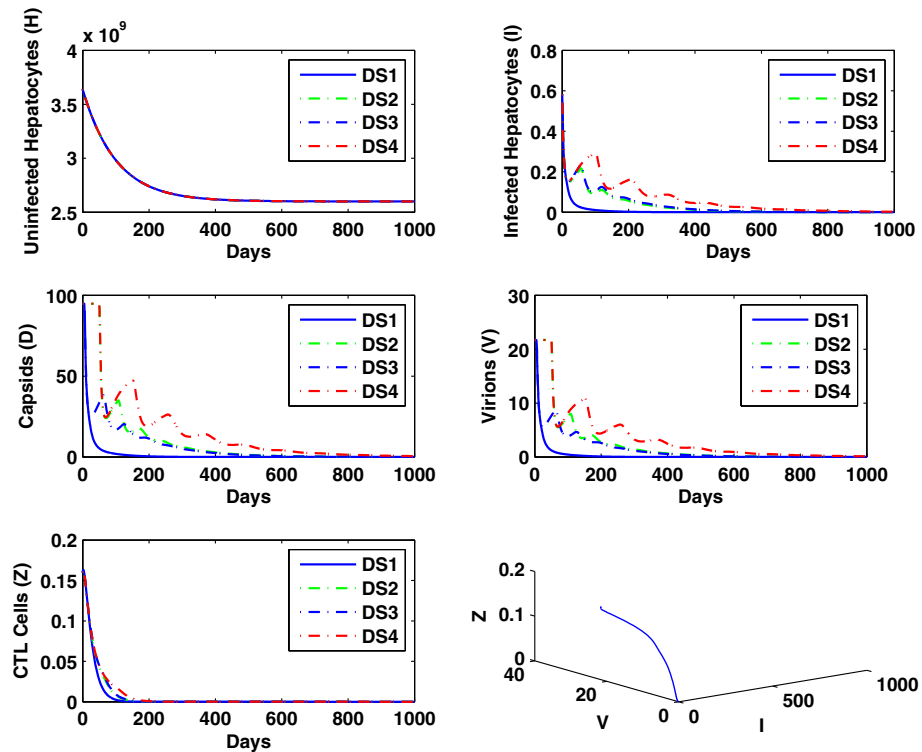 x 10^9
Uninfected Hepatocytes (H)
4
3.5
3
2.5
0 200 400 600 800 1000
Days
DS1
DS2
DS3
DS4
Infected Hepatocytes (I)
0.8
0.6
0.4
0.2
0
0 200 400 600 800 1000
Days
DS1
DS2
DS3
DS4
Capsids (D)
100
50
0
0 200 400 600 800 1000
Days
DS1
DS2
DS3
DS4
Virions (V)
30
20
10
0
0 200 400 600 800 1000
Days
DS1
DS2
DS3
DS4
CTL Cells (Z)
0.2
0.15
0.1
0.05
0
0 200 400 600 800 1000
Days
DS1
DS2
DS3
DS4
Z
0.2
0.1
0
40
20
0
V
0
500
1000
I